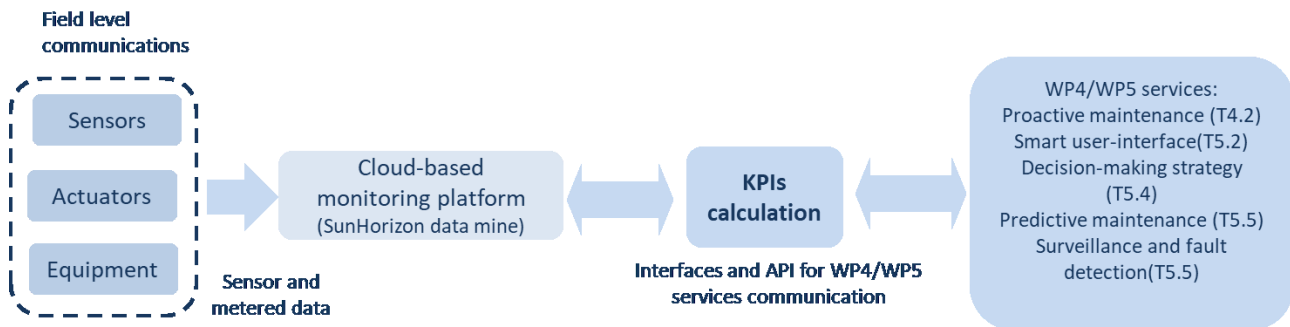 Field level
communications
Sensors
Actuators
Equipment
Sensor and
metered data
Cloud-based
monitoring platform
(SunHorizon data mine)
KPIs
calculation
Interfaces and API for WP4/WP5
services communication
WP4/WP5 services:
Proactive maintenance (T4.2)
Smart user-interface(T5.2)
Decision-making strategy
(T5.4)
Predictive maintenance (T5.5)
Surveillance and fault
detection(T5.5)